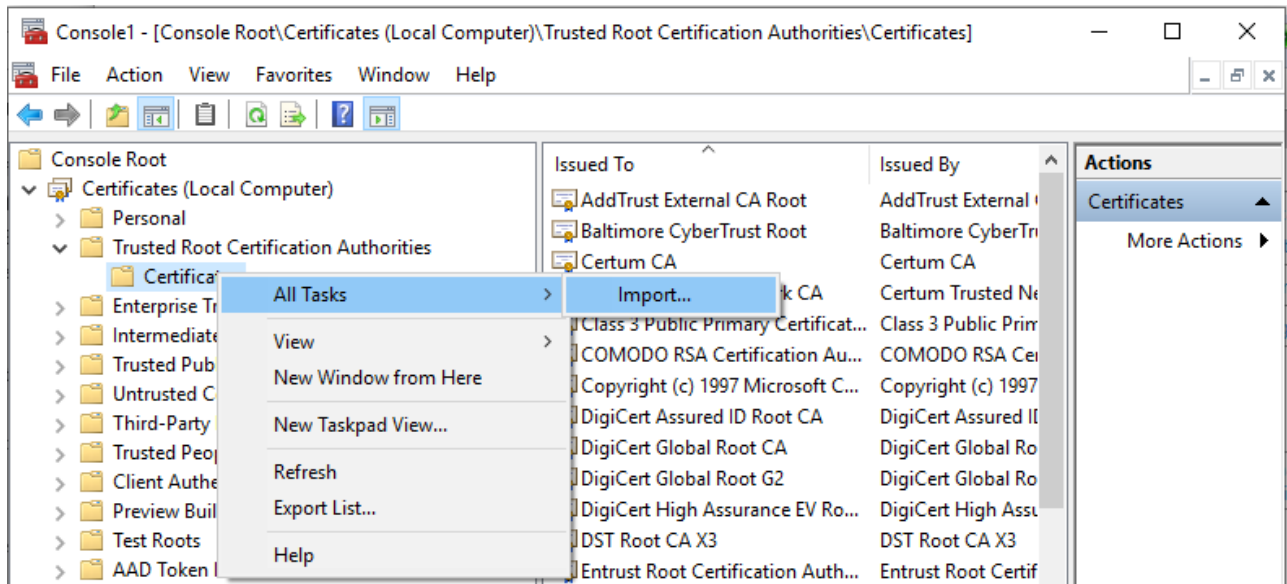 Console1 - [Console Root\Certificates (Local Computer)\Trusted Root Certification Authorities\Certificates]
File Action View Favorites Window Help
Console Root
Certificates (Local Computer)
Personal
Trusted Root Certification Authorities
Certificat
Enterprise Tr
Intermediate
Trusted Pub
Untrusted C
Third-Party
Trusted Peop
Client Authe
Preview Buil
Test Roots
AAD Token
All Tasks
View
New Window from Here
New Taskpad View...
Refresh
Export List...
Help
Import...
Issued To Issued By
AddTrust External CA Root AddTrust External
Baltimore CyberTrust Root Baltimore CyberTru
Certum CA Certum CA
k CA Certum Trusted Ne
Class 3 Public Primary Certificat... Class 3 Public Prim
COMODO RSA Certification Au... COMODO RSA Cer
Copyright (c) 1997 Microsoft C... Copyright (c) 1997
DigiCert Assured ID Root CA DigiCert Assured ID
DigiCert Global Root CA DigiCert Global Ro
DigiCert Global Root G2 DigiCert Global Ro
DigiCert High Assurance EV Ro... DigiCert High Assu
DST Root CA X3 DST Root CA X3
Entrust Root Certification Auth... Entrust Root Certif
Actions
Certificates
More Actions